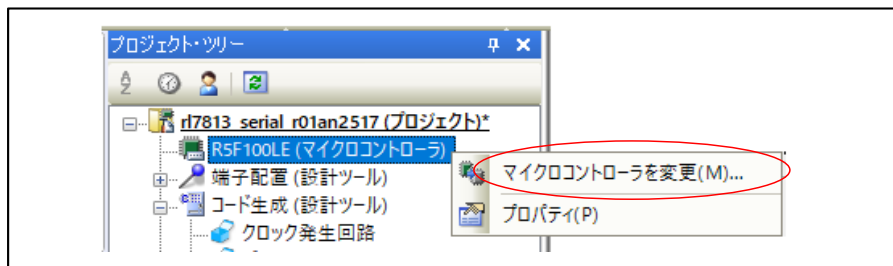 プロジェクト・ツリー
rl7813_serial_r01an2517 (プロジェクト)*
R5F100LE (マイクロコントローラ)
マイクロコントローラを変更(M)...
端子配置 (設計ツール)
コード生成 (設計ツール)
プロパティ(P)
クロック発生回路